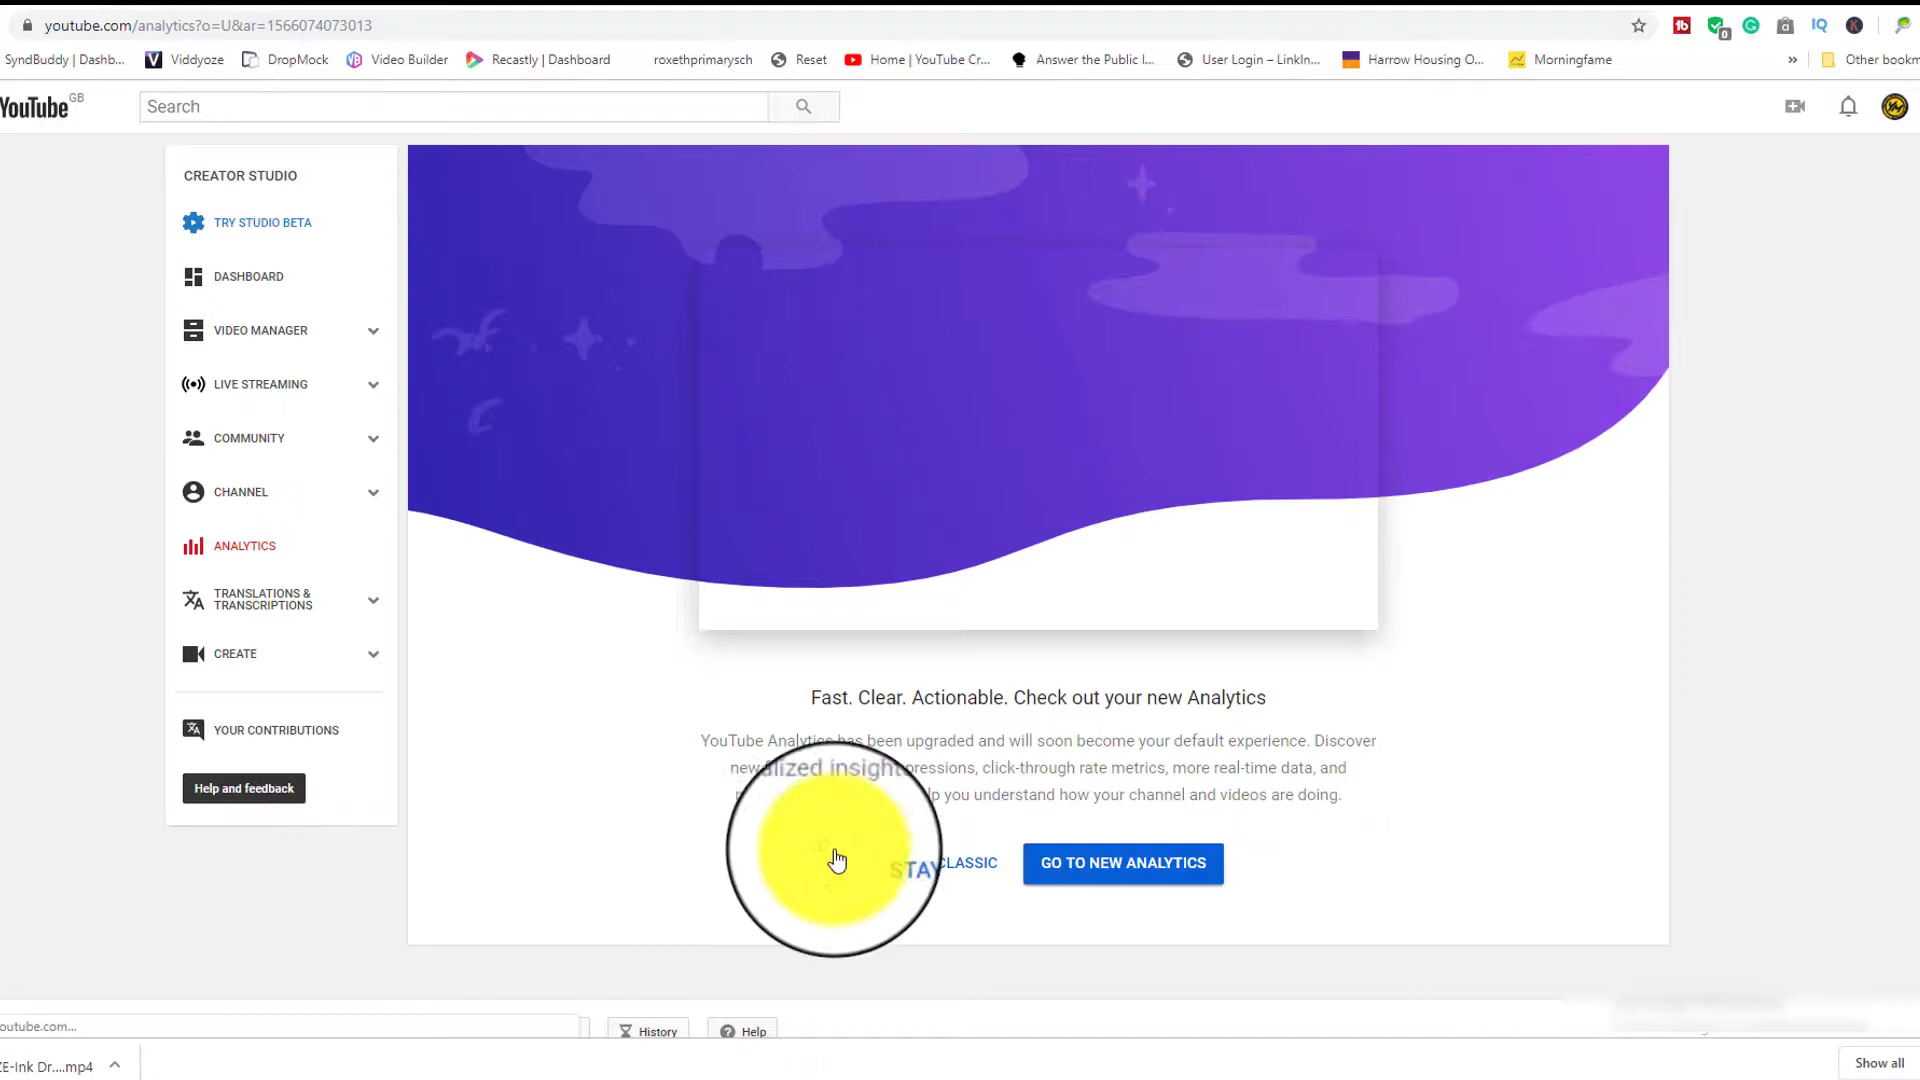 youtube.com/analytics?o=U&ar=1566074073013
SyndBuddy | Dashb... Viddyoze DropMock Video Builder Recastly | Dashboard roxethprimarysch Reset Home | YouTube Cr... Answer the Public I... User Login – LinkIn... Harrow Housing O... Morningfame » Other bookm
YouTube GB Search
CREATOR STUDIO
TRY STUDIO BETA
DASHBOARD
VIDEO MANAGER
LIVE STREAMING
COMMUNITY
CHANNEL
ANALYTICS
TRANSLATIONS &
TRANSCRIPTIONS
CREATE
YOUR CONTRIBUTIONS
Help and feedback
Fast. Clear. Actionable. Check out your new Analytics
YouTube Analytics has been upgraded and will soon become your default experience. Discover
new alized insight pressions, click-through rate metrics, more real-time data, and
p you understand how your channel and videos are doing.
STAY CLASSIC GO TO NEW ANALYTICS
outube.com...
History Help
ZE-Ink Dr....mp4 Show all